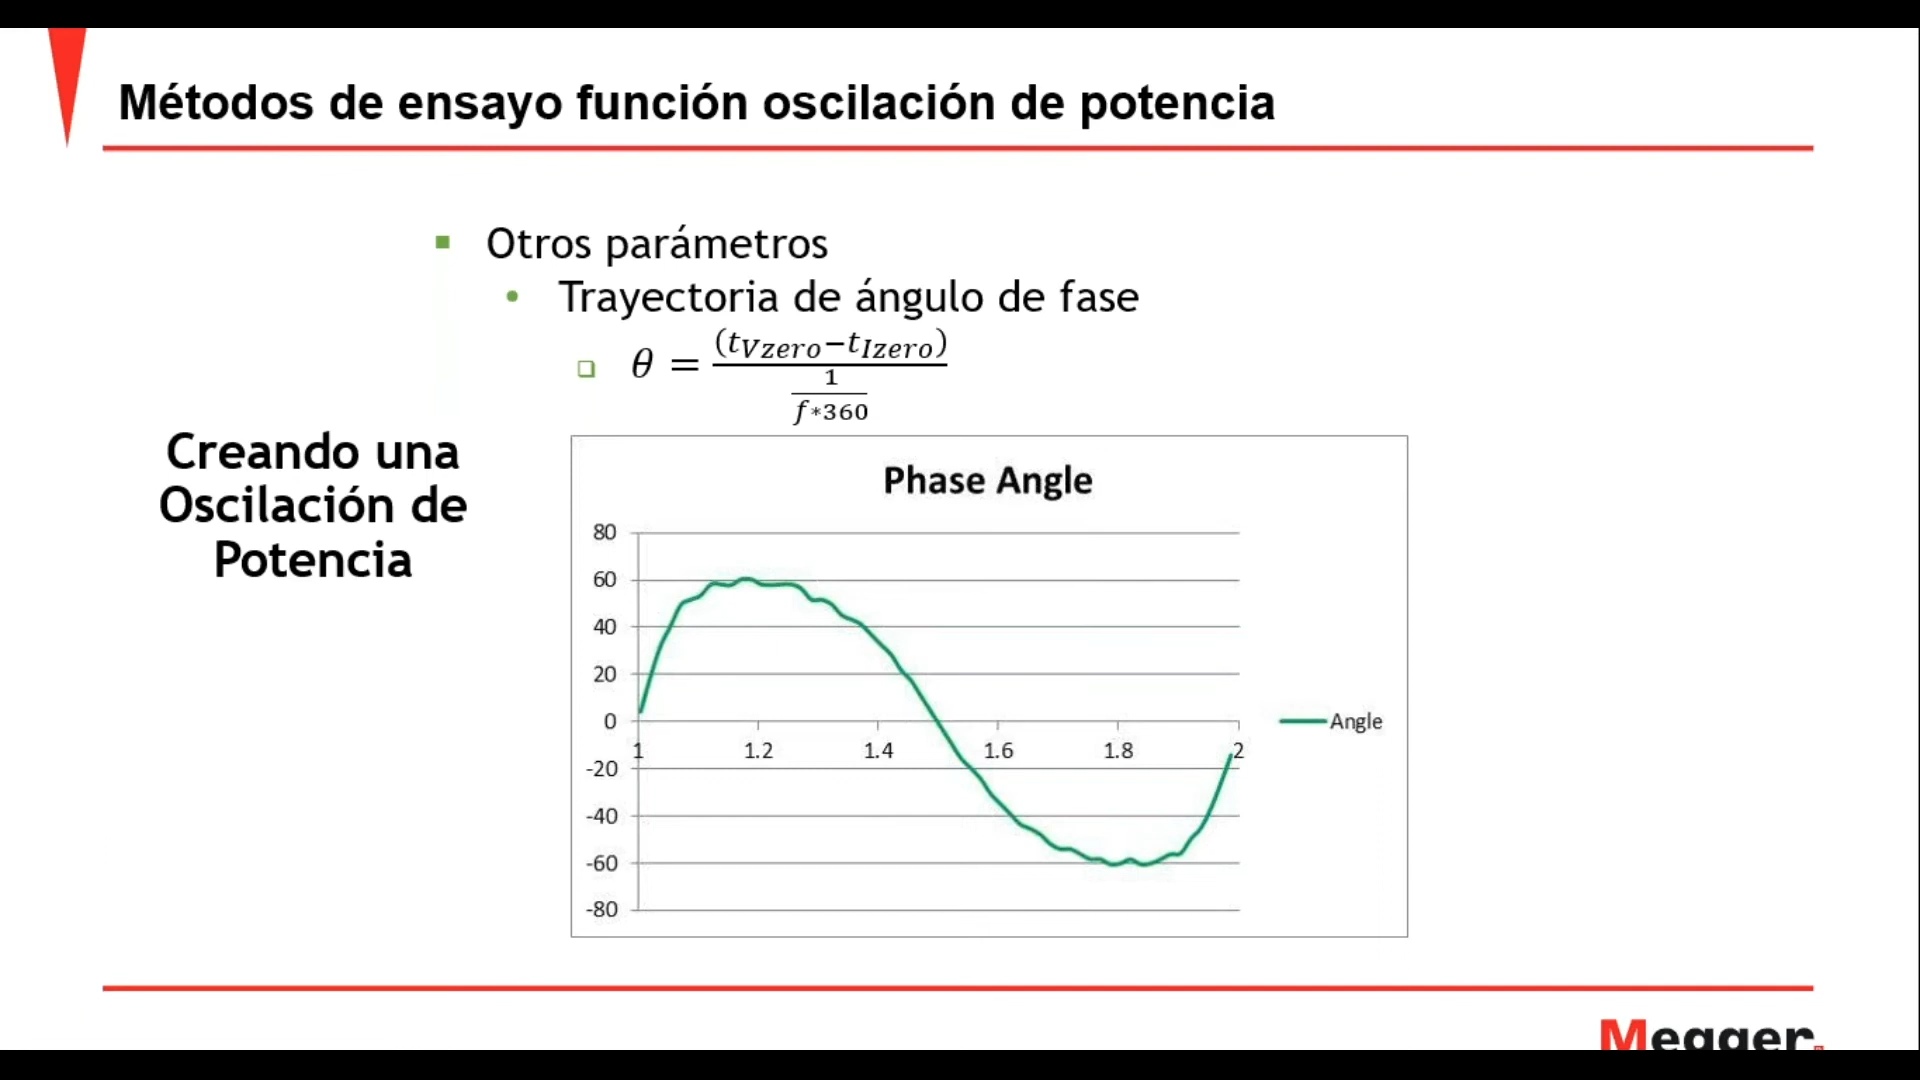 Métodos de ensayo función oscilación de potencia
Otros parámetros
Trayectoria de ángulo de fase
θ = (tVzero−tIzero) / (1 / f*360)
Creando una
Oscilación de
Potencia
Phase Angle
80
60
40
20
0
-20
-40
-60
-80
1 1.2 1.4 1.6 1.8 2
Angle
Megger